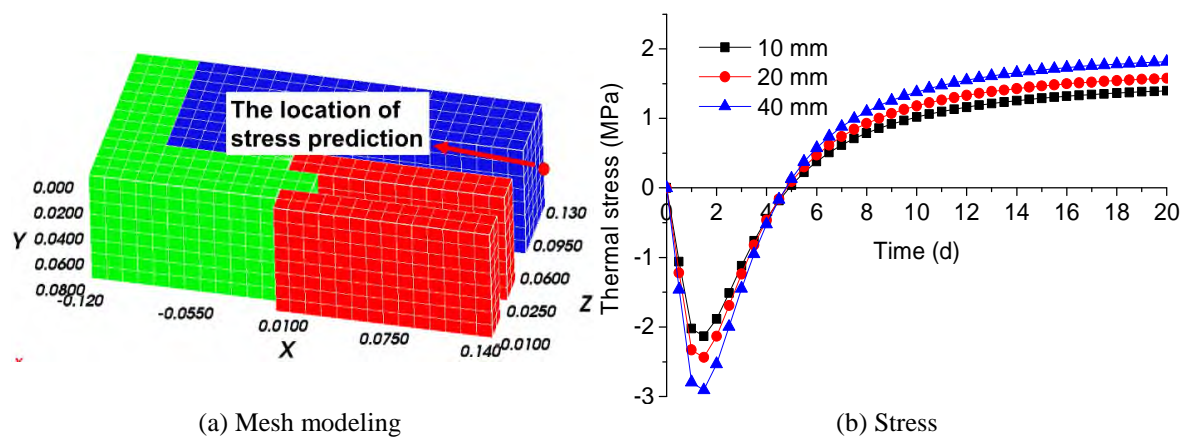 The location of
stress prediction
0.000
0.0200
0.0400
0.0600
0.0800
Y
-0.120
-0.0550
0.0100
0.0750
0.140
X
-0.0100
0.0250
0.0600
0.0950
0.130
Z
x
(a) Mesh modeling
10 mm
20 mm
40 mm
2
1
0
-1
-2
-3
Thermal stress (MPa)
0 2 4 6 8 10 12 14 16 18 20
Time (d)
(b) Stress